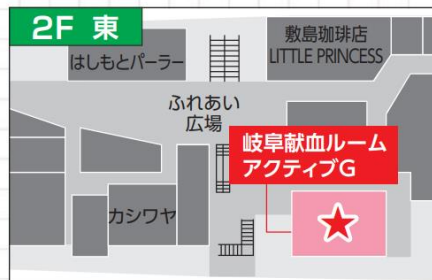 2F 東
はしもとパーラー
敷島珈琲店
LITTLE PRINCESS
ふれあい
広場
岐阜献血ルーム
アクティブG
カシワヤ